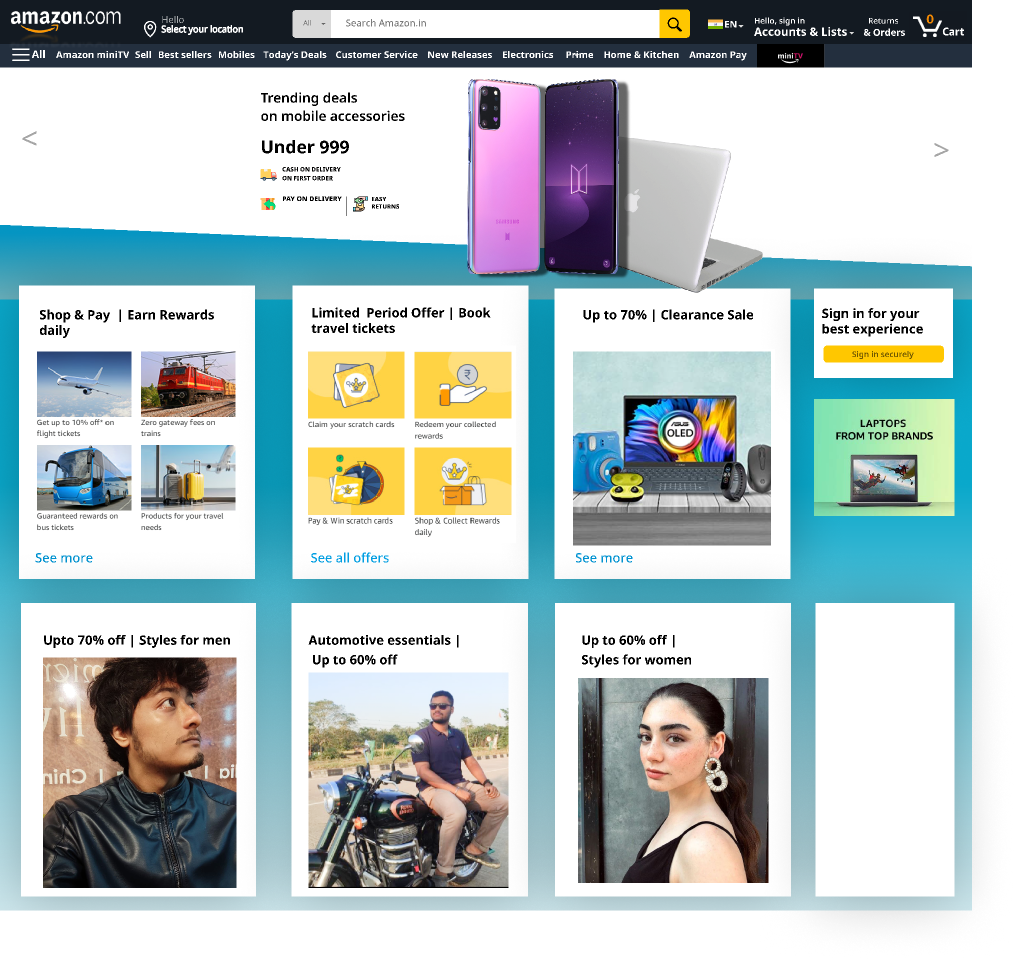 amazon.com
Hello
Select your location
All
Search Amazon.in
EN
Hello, sign in
Accounts & Lists
Returns
& Orders
0
Cart
All
Amazon miniTV
Sell
Best sellers
Mobiles
Today's Deals
Customer Service
New Releases
Electronics
Prime
Home & Kitchen
Amazon Pay
miniTV
Trending deals
on mobile accessories
Under 999
CASH ON DELIVERY
ON FIRST ORDER
PAY ON DELIVERY
EASY
RETURNS
<
>
SAMSUNG
Shop & Pay | Earn Rewards
daily
Get up to 10% off* on
flight tickets
Zero gateway fees on
trains
Guaranteed rewards on
bus tickets
Products for your travel
needs
See more
Limited Period Offer | Book
travel tickets
₹
Claim your scratch cards
Redeem your collected
rewards
Pay & Win scratch cards
Shop & Collect Rewards
daily
See all offers
Up to 70% | Clearance Sale
ASUS
OLED
See more
Sign in for your
best experience
Sign in securely
LAPTOPS
FROM TOP BRANDS
Upto 70% off | Styles for men
Automotive essentials |
Up to 60% off
Up to 60% off |
Styles for women